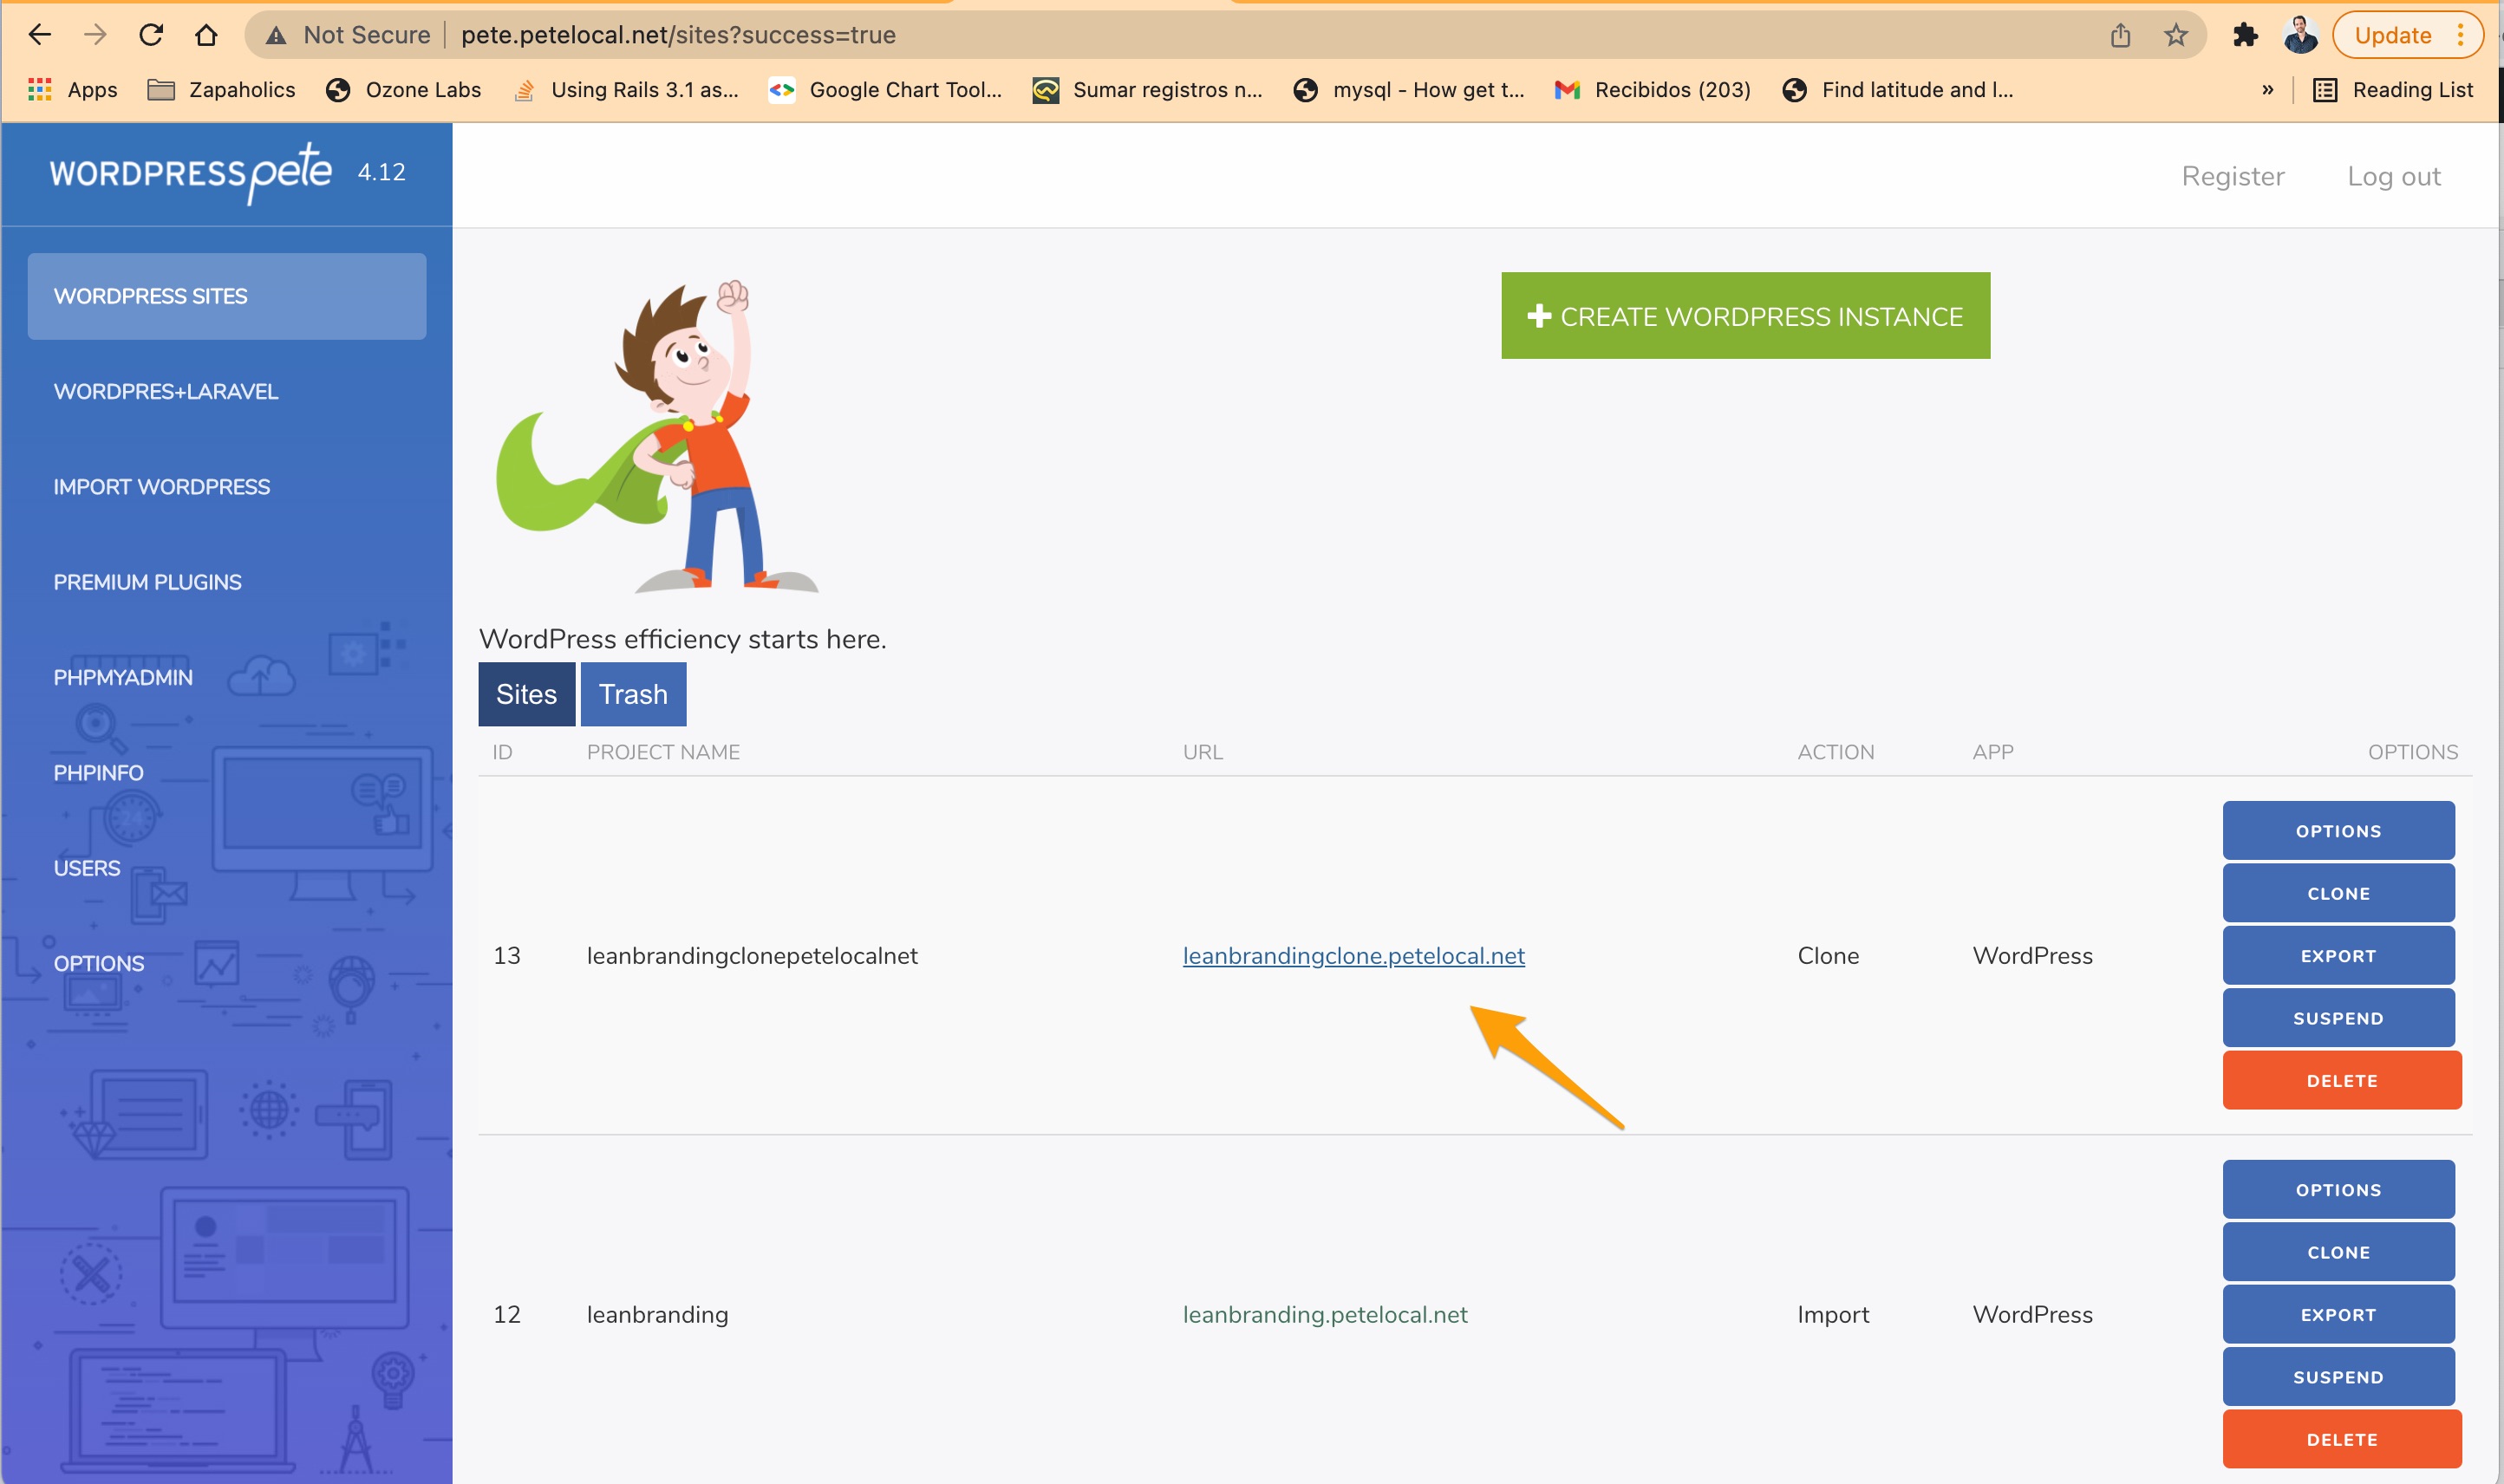 Not Secure | pete.petelocal.net/sites?success=true
Update
Apps Zapaholics Ozone Labs Using Rails 3.1 as... Google Chart Tool... Sumar registros n... mysql - How get t... Recibidos (203) Find latitude and l... » Reading List
WORDPRESS pete 4.12
Register Log out
WORDPRESS SITES
WORDPRES+LARAVEL
IMPORT WORDPRESS
PREMIUM PLUGINS
PHPMYADMIN
PHPINFO
24
USERS
OPTIONS
CREATE WORDPRESS INSTANCE
WordPress efficiency starts here.
Sites Trash
ID PROJECT NAME URL ACTION APP OPTIONS
13 leanbrandingclonepetelocalnet leanbrandingclone.petelocal.net Clone WordPress
OPTIONS
CLONE
EXPORT
SUSPEND
DELETE
12 leanbranding leanbranding.petelocal.net Import WordPress
OPTIONS
CLONE
EXPORT
SUSPEND
DELETE